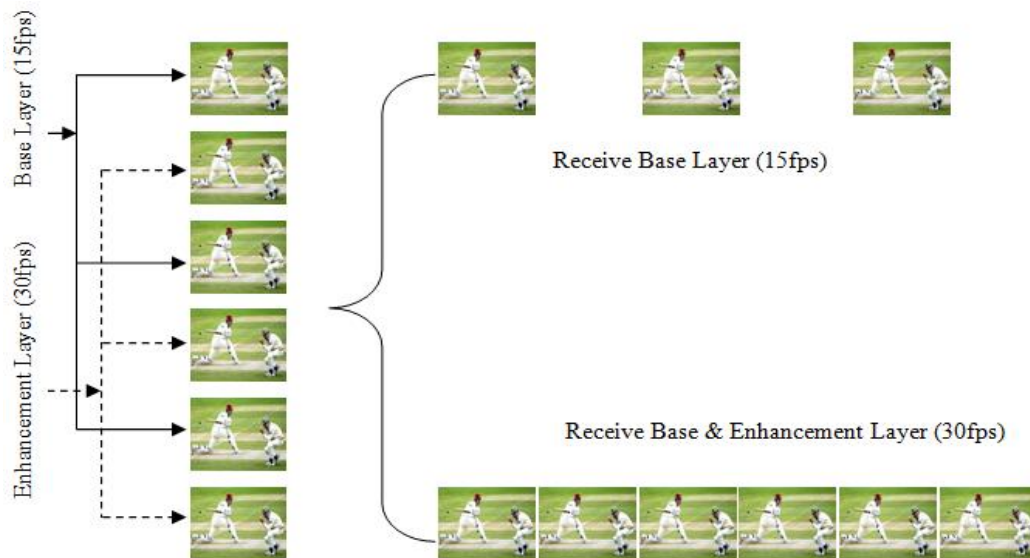 Base Layer (15fps)
Enhancement Layer (30fps)
Receive Base Layer (15fps)
Receive Base & Enhancement Layer (30fps)